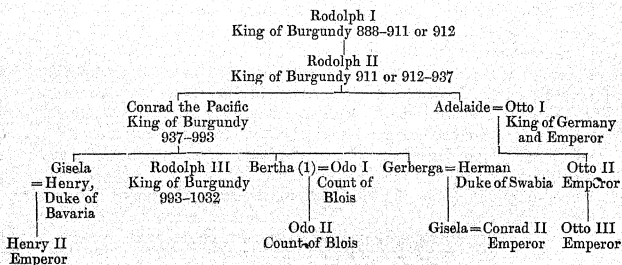 Rodolph I
King of Burgundy 888-911 or 912
Rodolph II
King of Burgundy 911 or 912-937
Conrad the Pacific
King of Burgundy
937-993
Adelaide = Otto I
King of Germany
and Emperor
Gisela
= Henry,
Duke of
Bavaria
Rodolph III
King of Burgundy
993-1032
Bertha (1) = Odo I
Count of
Blois
Gerberga = Herman
Duke of Swabia
Otto II
Emperor
Henry II
Emperor
Odo II
Count of Blois
Gisela = Conrad II
Emperor
Otto III
Emperor